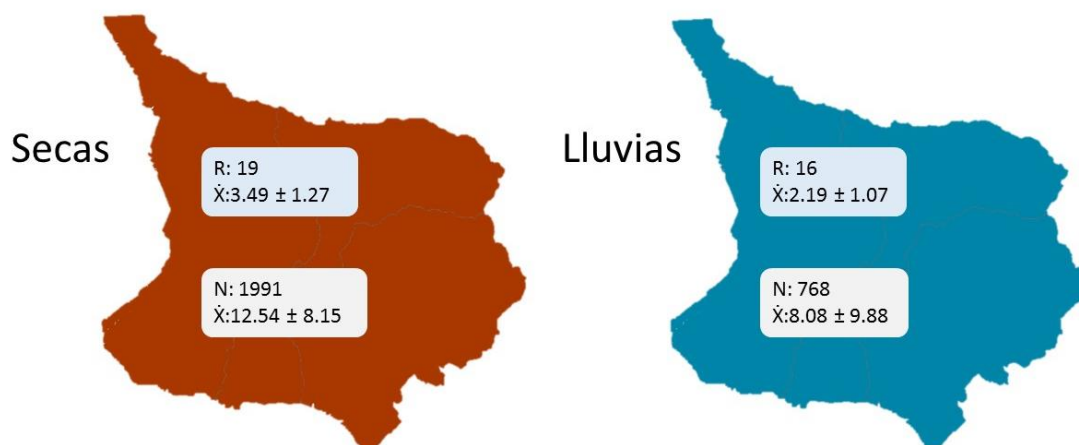 Secas
R: 19
Ẋ:3.49 ± 1.27
N: 1991
Ẋ:12.54 ± 8.15
Lluvias
R: 16
Ẋ:2.19 ± 1.07
N: 768
Ẋ:8.08 ± 9.88